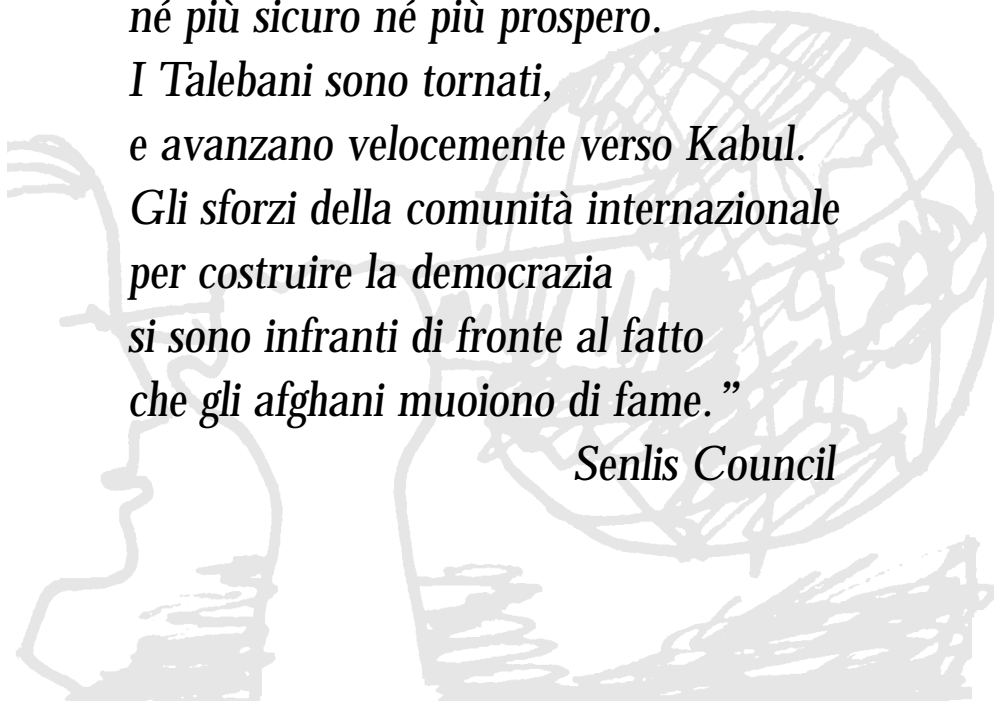 né più sicuro né più prospero.
I Talebani sono tornati,
e avanzano velocemente verso Kabul.
Gli sforzi della comunità internazionale
per costruire la democrazia
si sono infranti di fronte al fatto
che gli afghani muoiono di fame.”
Senlis Council